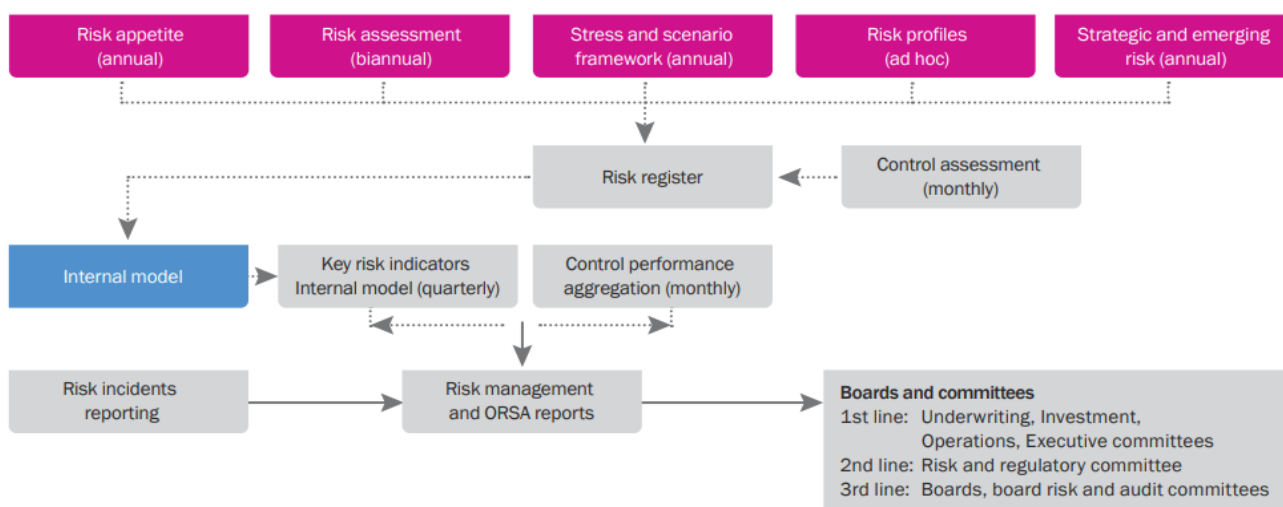 Risk appetite
(annual)
Risk assessment
(biannual)
Stress and scenario
framework (annual)
Risk profiles
(ad hoc)
Strategic and emerging
risk (annual)
Risk register
Control assessment
(monthly)
Internal model
Key risk indicators
Internal model (quarterly)
Control performance
aggregation (monthly)
Risk incidents
reporting
Risk management
and ORSA reports
Boards and committees
1st line: Underwriting, Investment,
Operations, Executive committees
2nd line: Risk and regulatory committee
3rd line: Boards, board risk and audit committees